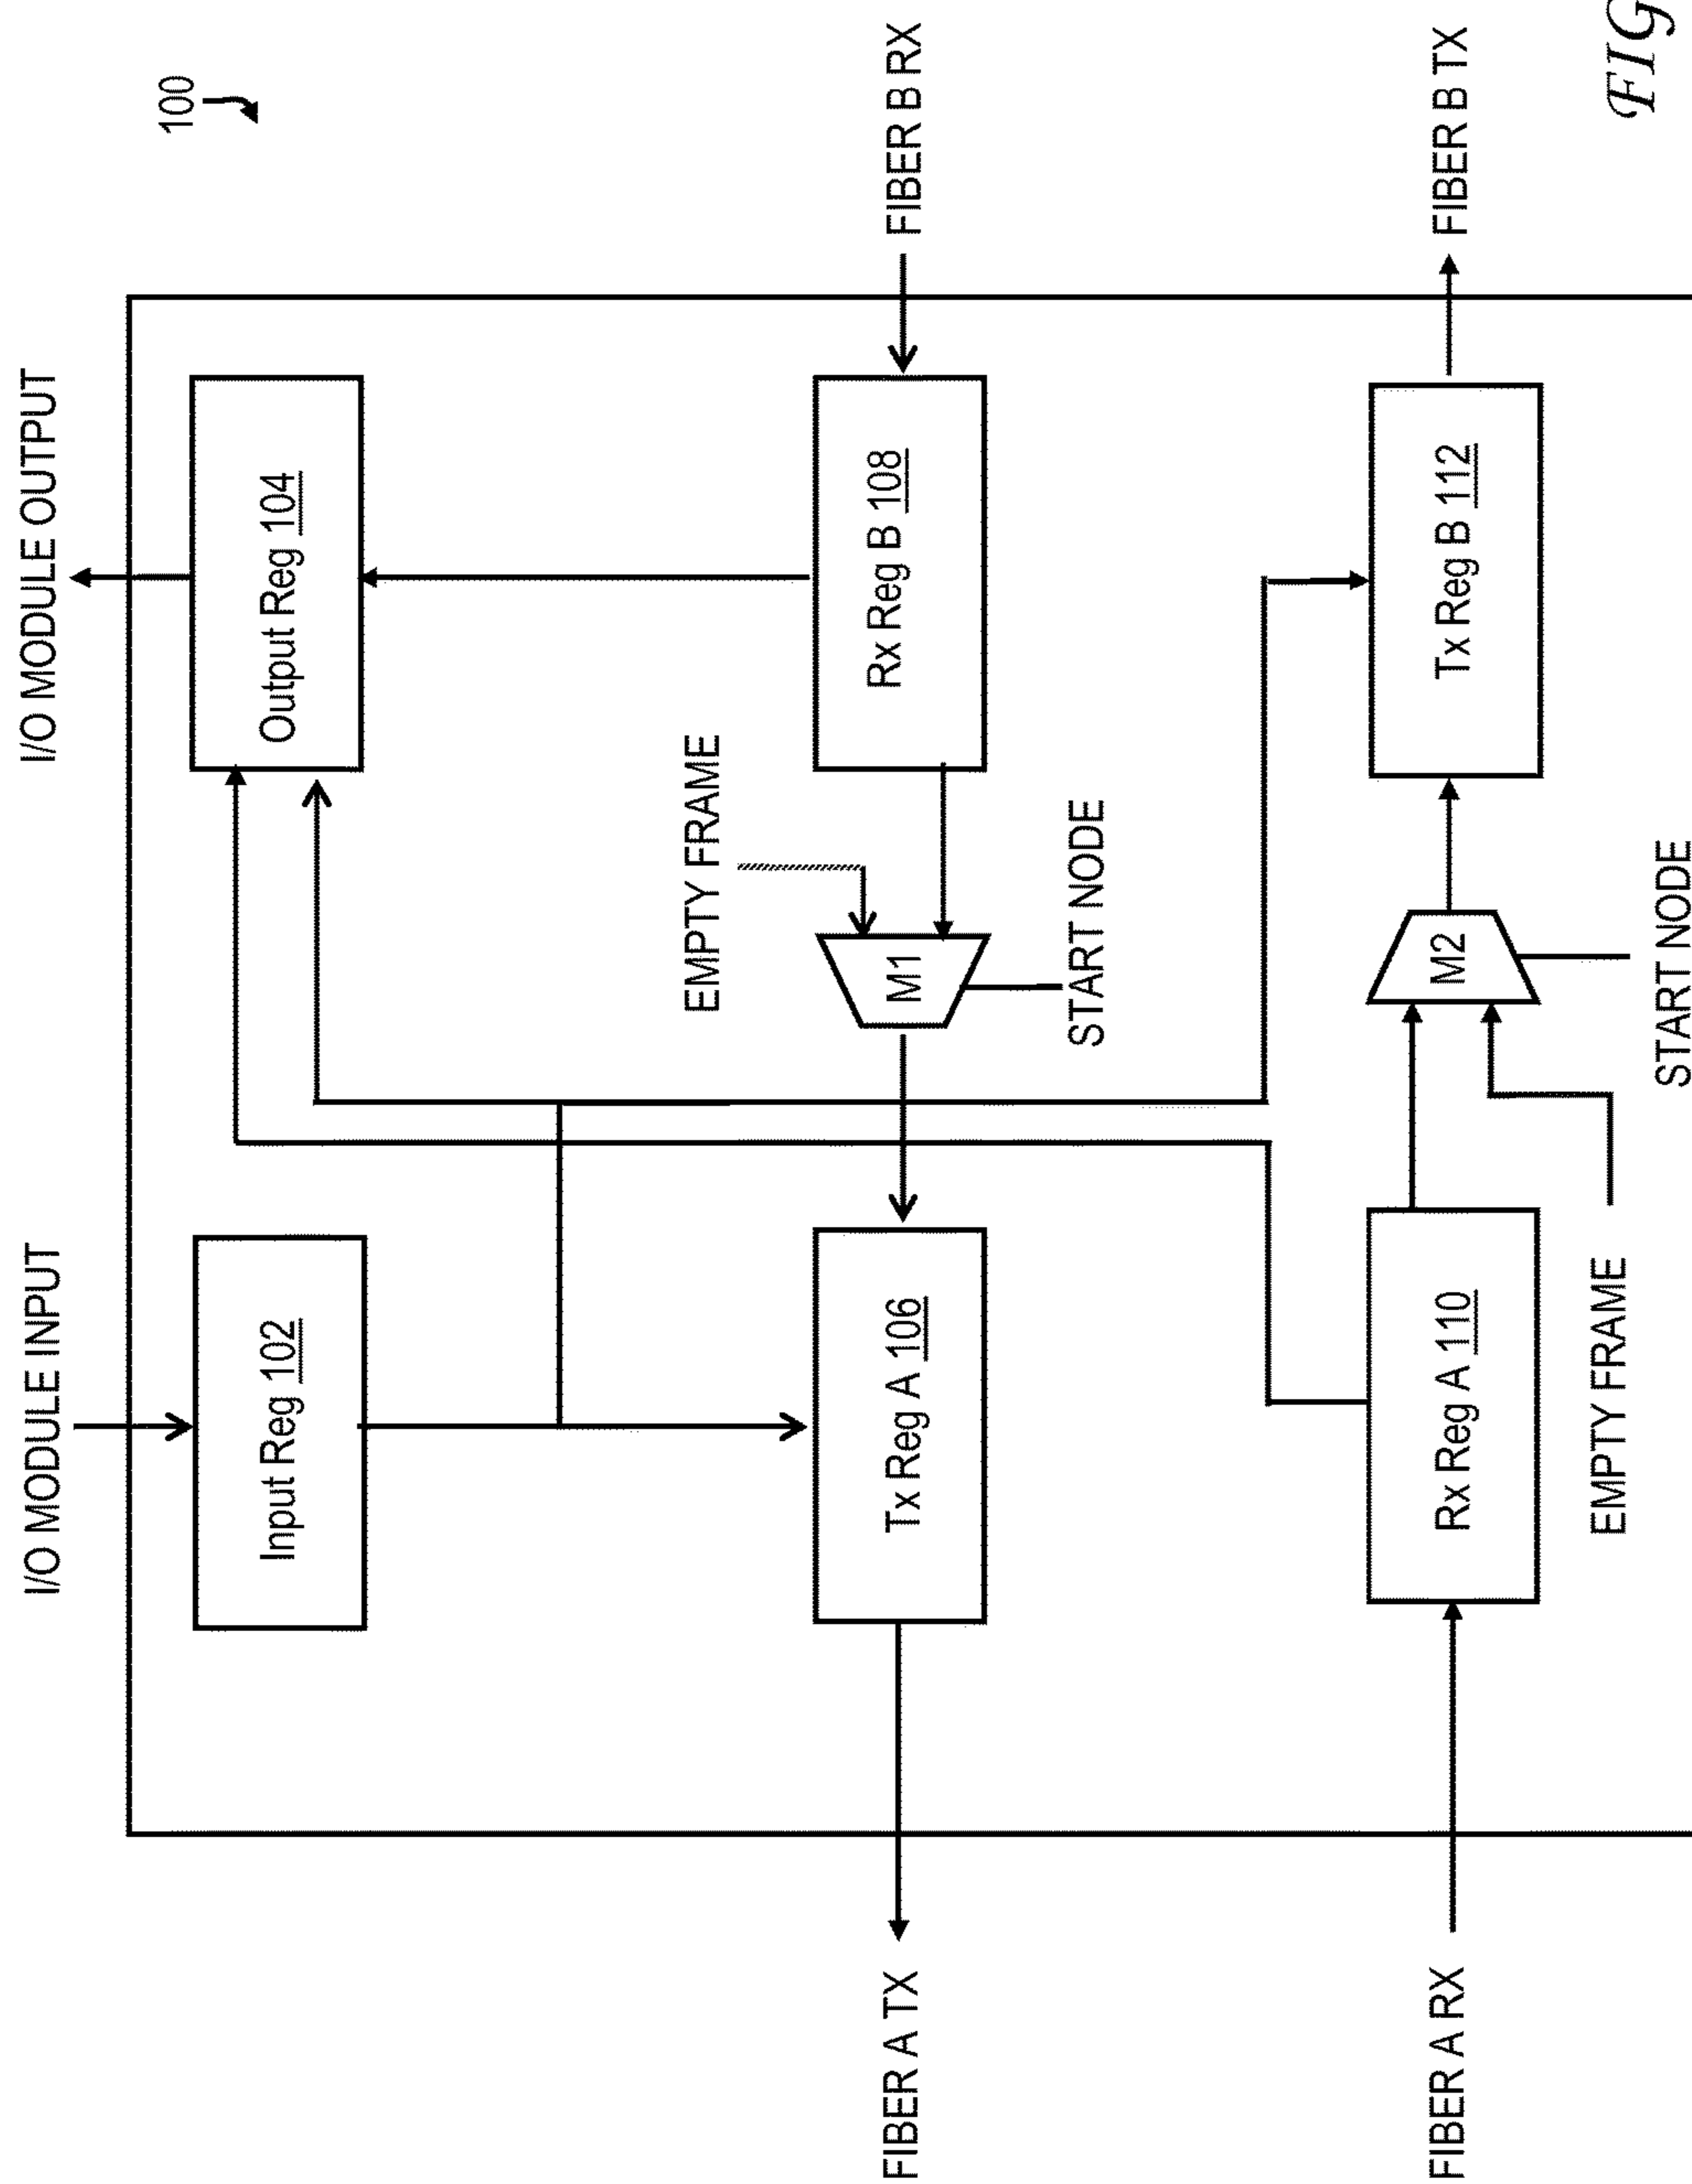 I/O MODULE INPUT
I/O MODULE OUTPUT
100
Input Reg 102
Output Reg 104
EMPTY FRAME
FIBER A TX
Tx Reg A 106
M1
Rx Reg B 108
FIBER B RX
START NODE
FIBER A RX
Rx Reg A 110
M2
Tx Reg B 112
FIBER B TX
EMPTY FRAME
START NODE
FIG